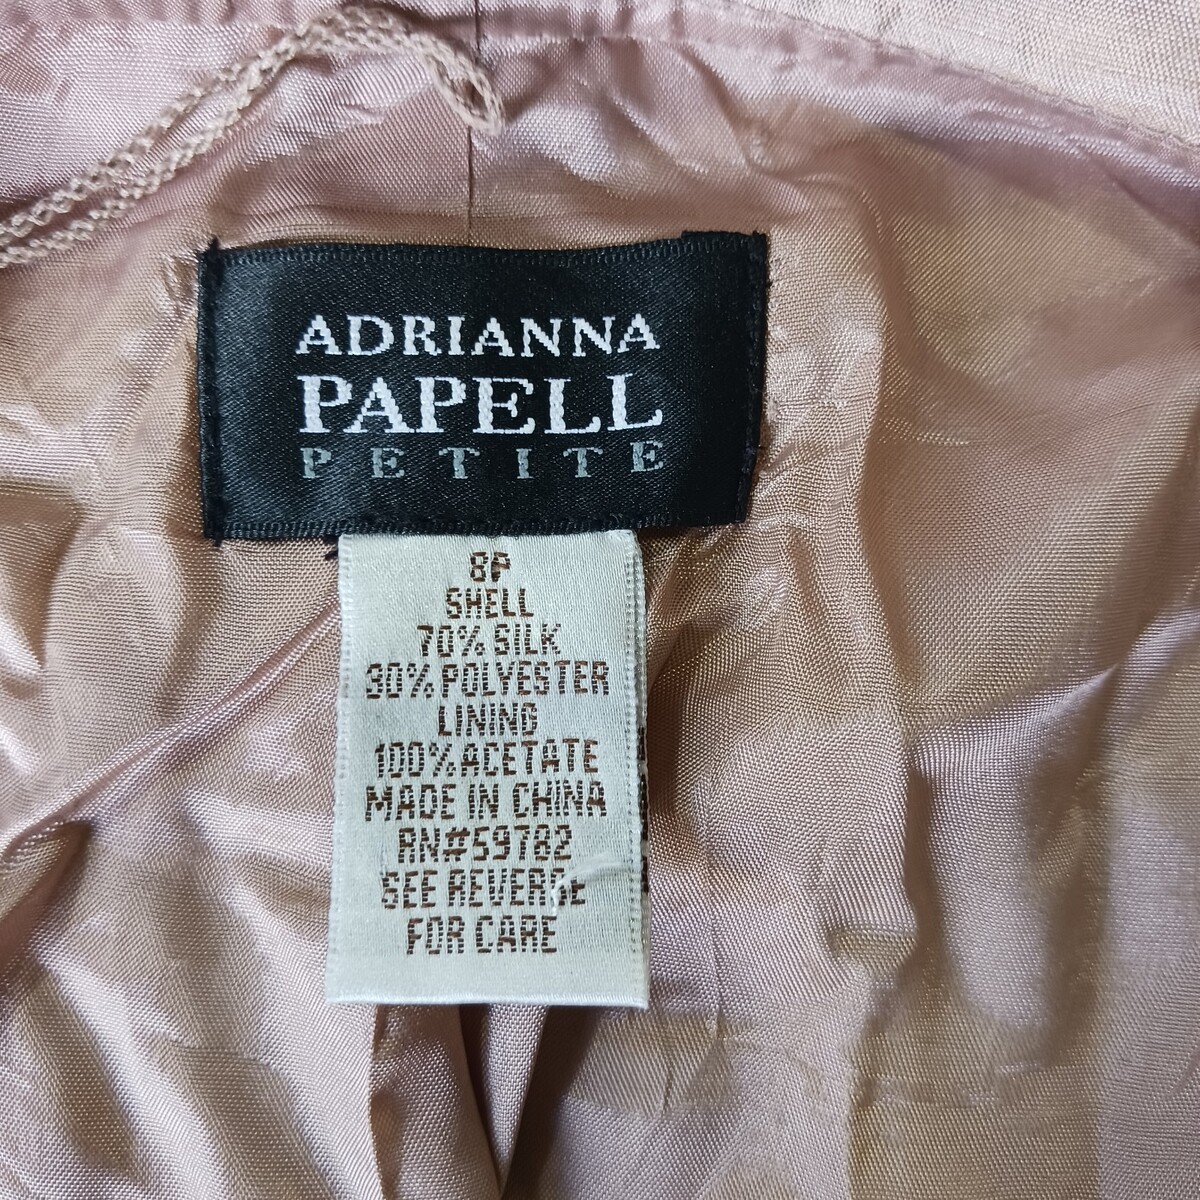 ADRIANNA
PAPELL
PETITE
8P
SHELL
70% SILK
30% POLYESTER
LINING
100% ACETATE
MADE IN CHINA
RN#59782
SEE REVERSE
FOR CARE